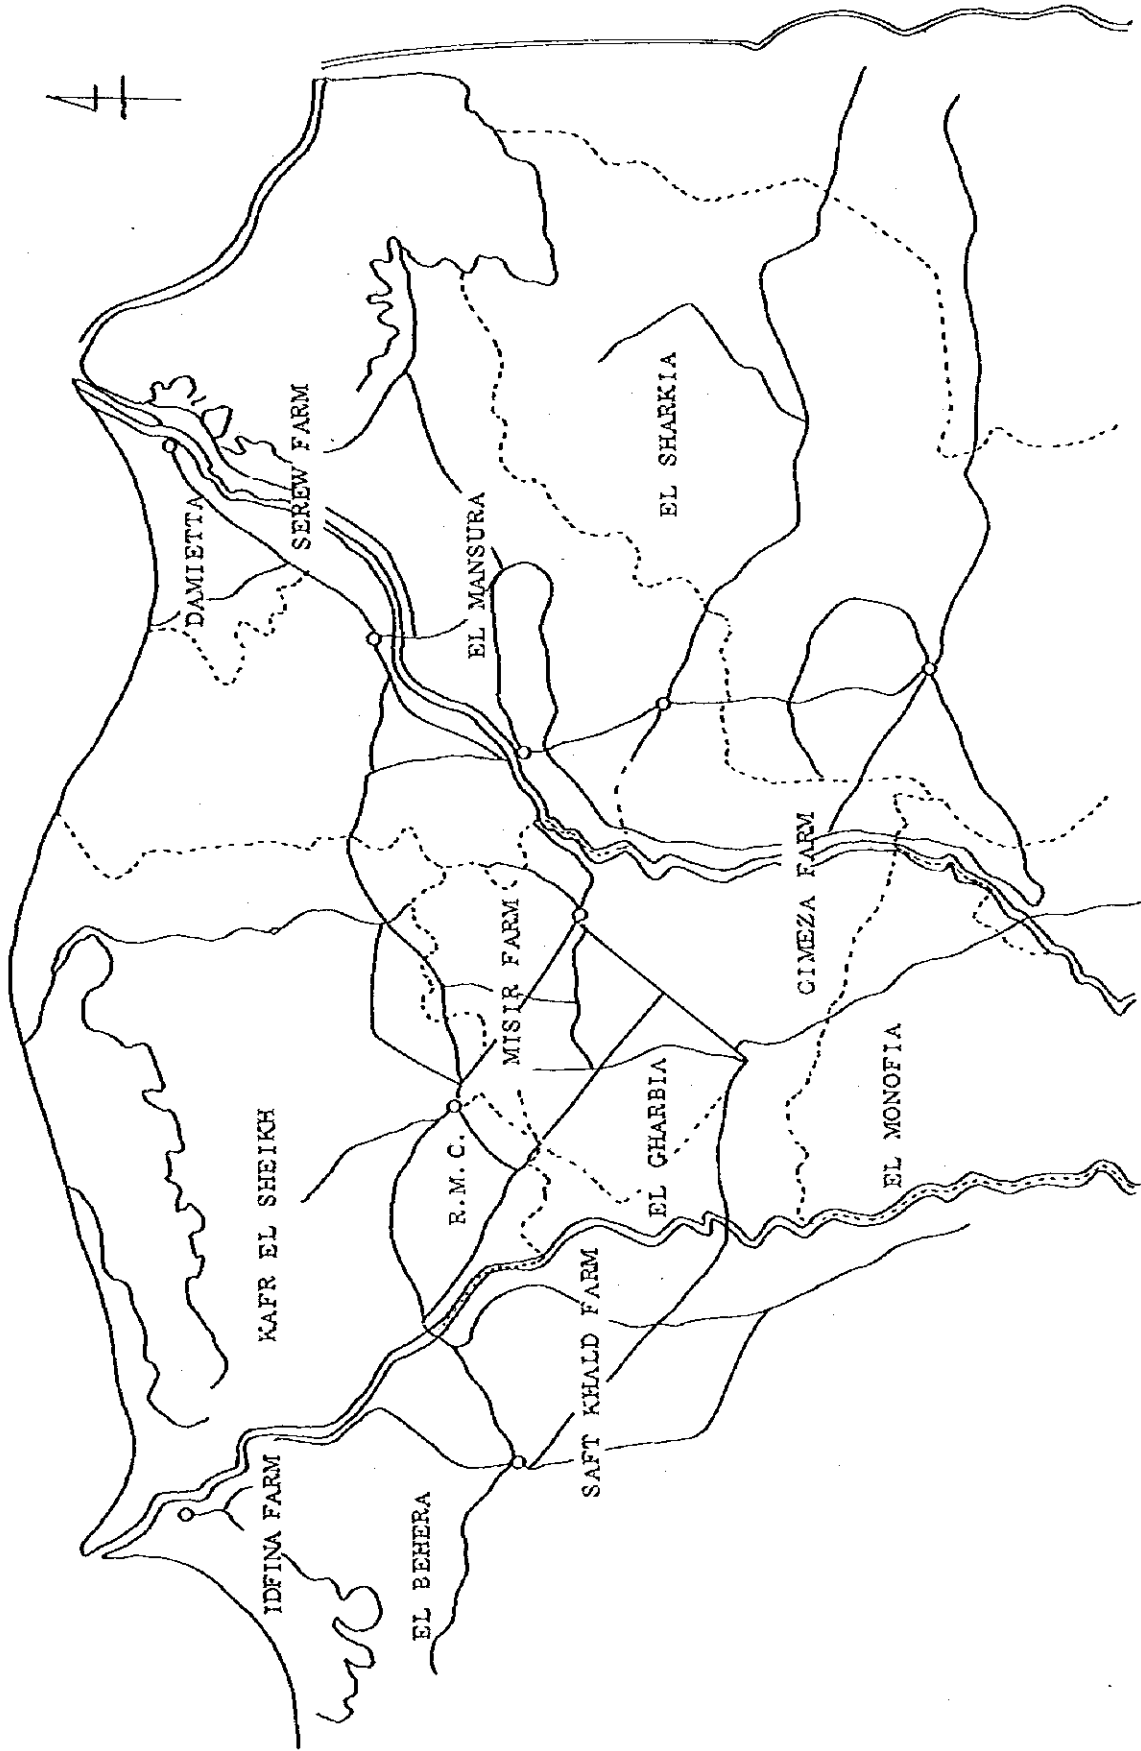 DAMIETTA
SEREW FARM
KAFR EL SHEIKH
IDFINA FARM
EL MANSURA
EL BEHERA
R.M.C.
MISIR FARM
SAFT KHALD FARM
EL GHARBIA
EL SHARKIA
GIMEZA FARM
EL MONOFIA